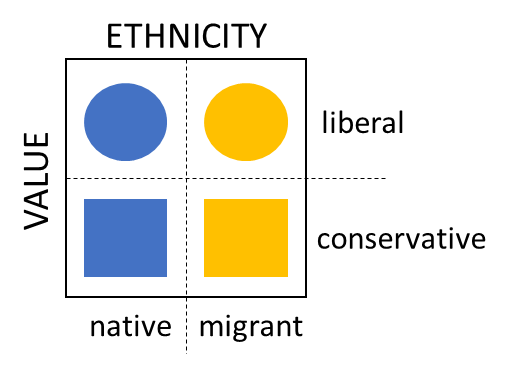 ETHNICITY
VALUE
liberal
conservative
native
migrant